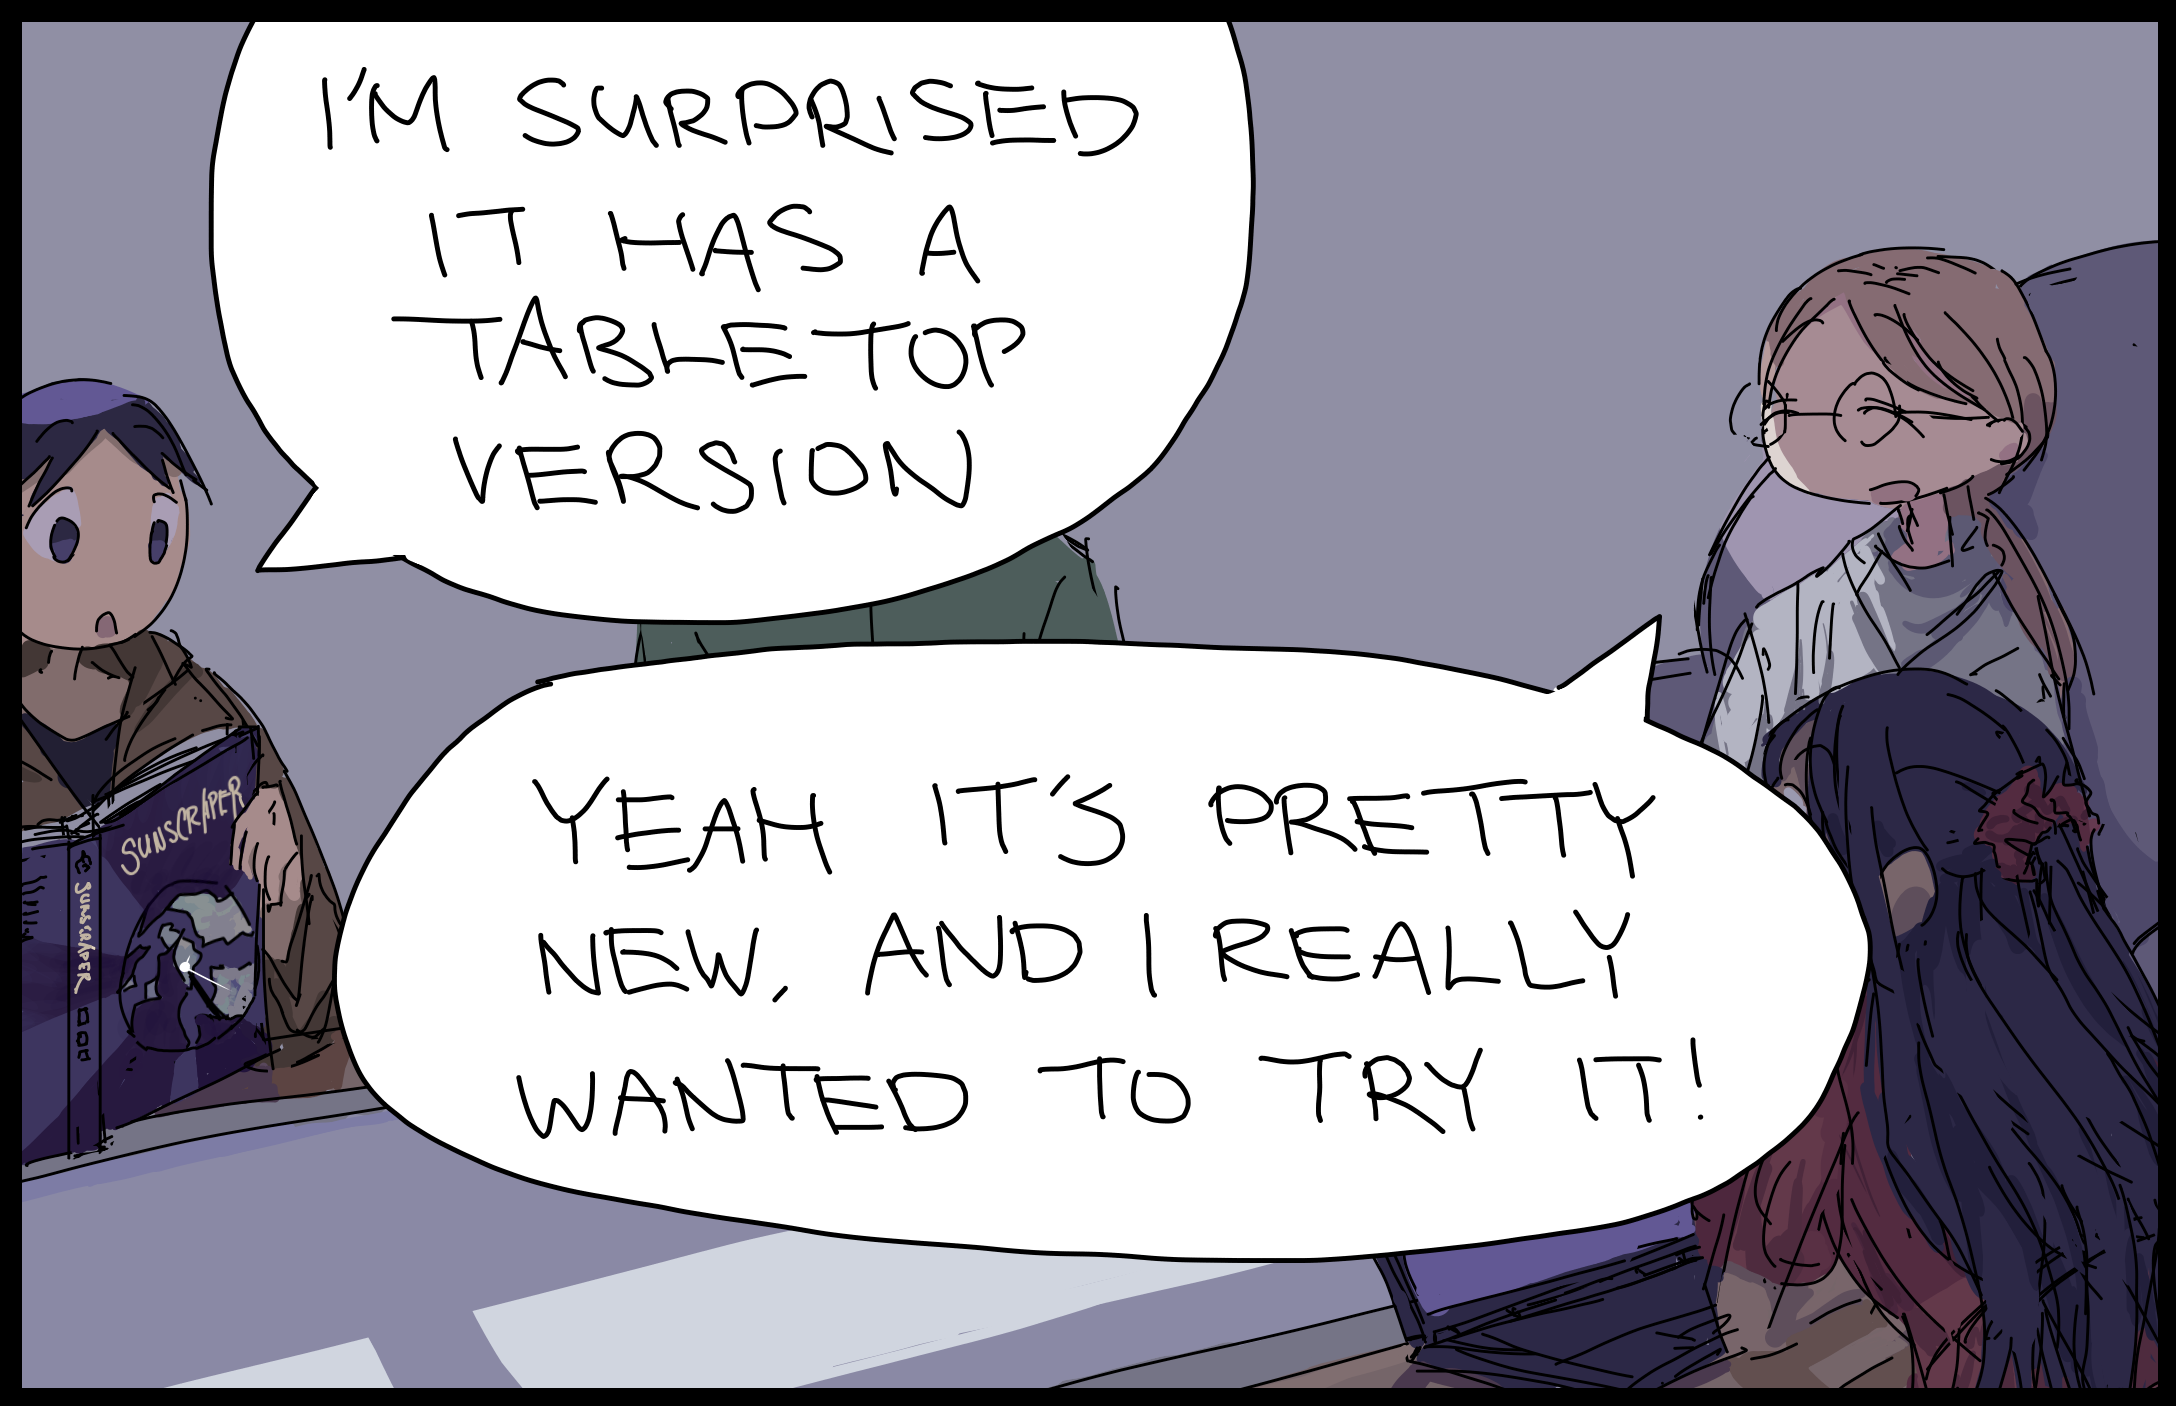 I'M SURPRISED
IT HAS A
TABLETOP
VERSION
YEAH IT'S PRETTY
NEW, AND I REALLY
WANTED TO TRY IT!
SUNSCRAPER
SUNSCRAPER